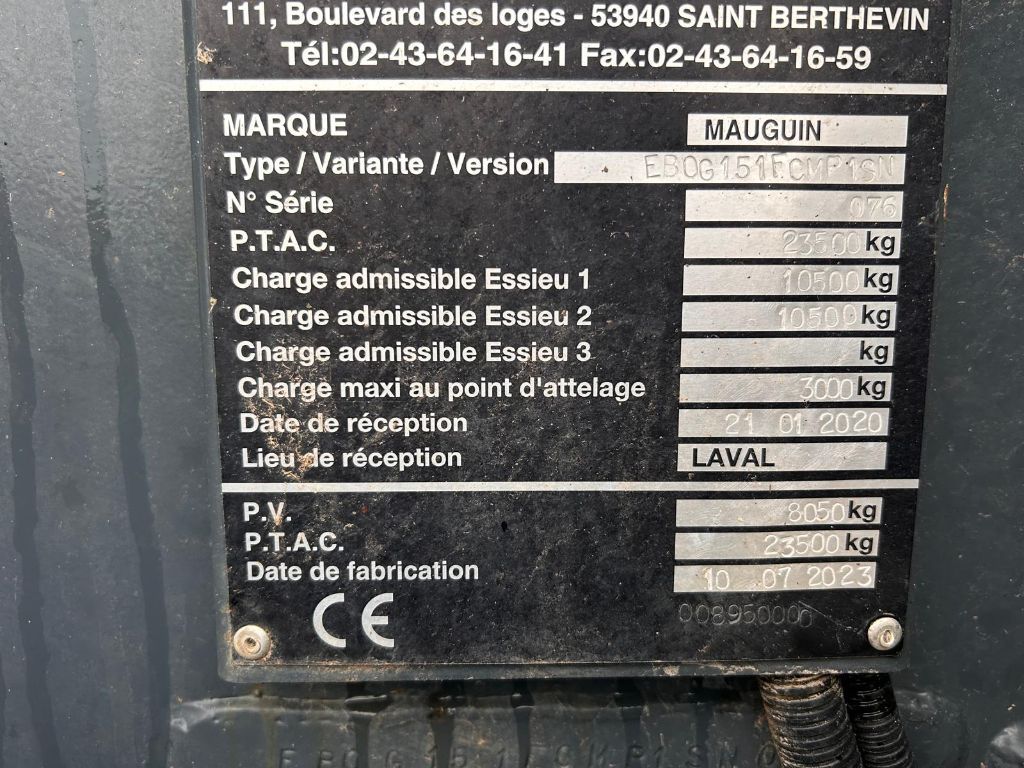 111, Boulevard des loges - 53940 SAINT BERTHEVIN
Tél:02-43-64-16-41 Fax:02-43-64-16-59
MARQUE MAUGUIN
Type / Variante / Version EB0G151FCMP1SN
N° Série 076
P.T.A.C. 23500 kg
Charge admissible Essieu 1 10500 kg
Charge admissible Essieu 2 10500 kg
Charge admissible Essieu 3 kg
Charge maxi au point d'attelage 3000 kg
Date de réception 21 01 2020
Lieu de réception LAVAL
P.V. 8050 kg
P.T.A.C. 23500 kg
Date de fabrication 10 07 2023
CE 008950000